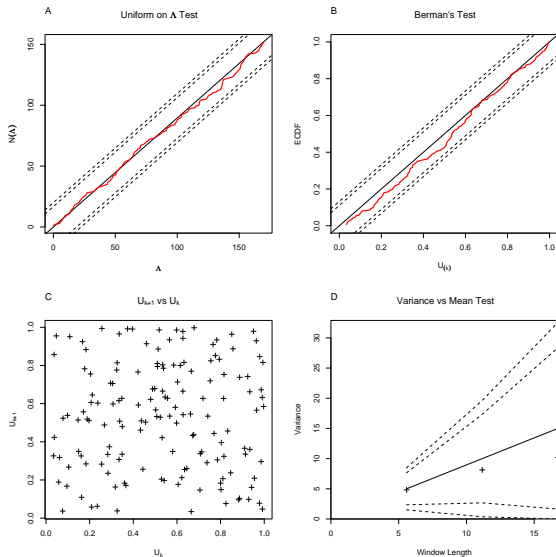 A
Uniform on Λ Test
N(Λ)
0
50
100
150
0
50
100
150
Λ
B
Berman's Test
ECDF
0.0
0.2
0.4
0.6
0.8
1.0
0.0
0.2
0.4
0.6
0.8
1.0
U(k)
C
Uk+1 vs Uk
Uk+1
0.0
0.2
0.4
0.6
0.8
1.0
0.0
0.2
0.4
0.6
0.8
1.0
Uk
D
Variance vs Mean Test
Variance
0
5
10
15
20
25
30
0
5
10
15
Window Length